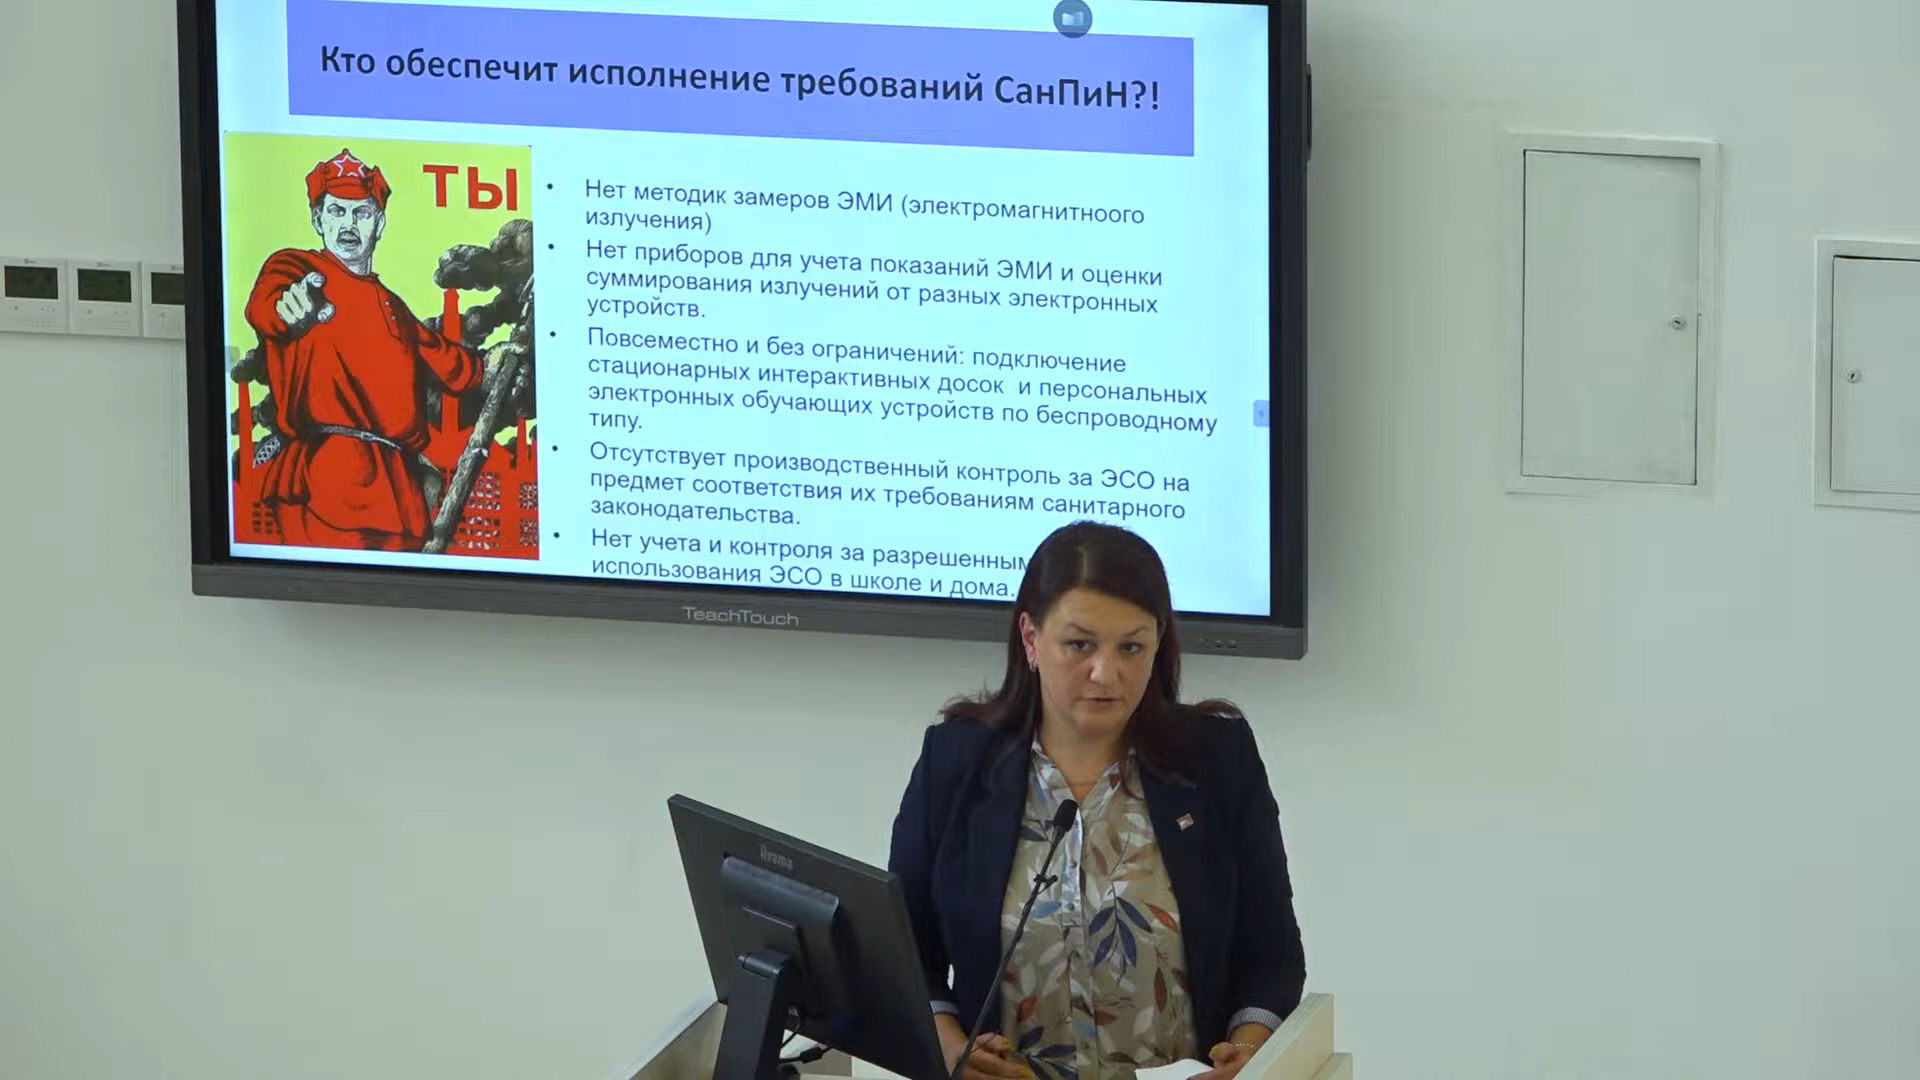 Кто обеспечит исполнение требований СанПиН?!
ТЫ
• Нет методик замеров ЭМИ (электромагнитноого
излучения)
• Нет приборов для учета показаний ЭМИ и оценки
суммирования излучений от разных электронных
устройств.
• Повсеместно и без ограничений: подключение
стационарных интерактивных досок и персональных
электронных обучающих устройств по беспроводному
типу.
• Отсутствует производственный контроль за ЭСО на
предмет соответствия их требованиям санитарного
законодательства.
• Нет учета и контроля за разрешенным
использования ЭСО в школе и дома.
TeachTouch
iiyama